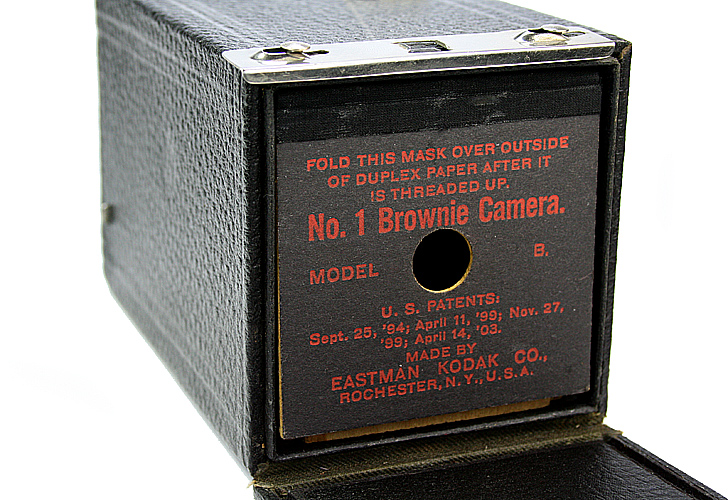 FOLD THIS MASK OVER OUTSIDE
OF DUPLEX PAPER AFTER IT
IS THREADED UP.
No. 1 Brownie Camera.
MODEL B.
U. S. PATENTS:
Sept. 25, '94; April 11, '99; Nov. 27,
'99; April 14, '03.
MADE BY
EASTMAN KODAK CO.,
ROCHESTER, N.Y., U.S.A.